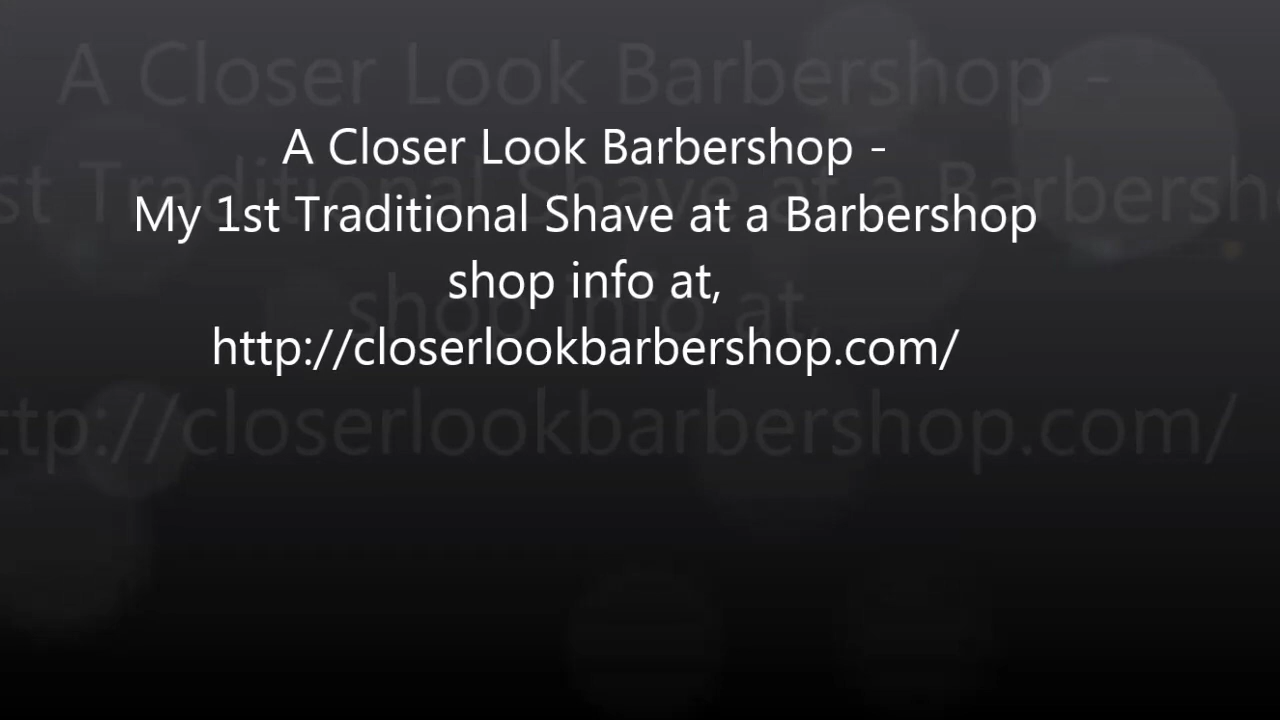 A Closer Look Barbershop -
My 1st Traditional Shave at a Barbershop
shop info at,
http://closerlookbarbershop.com/